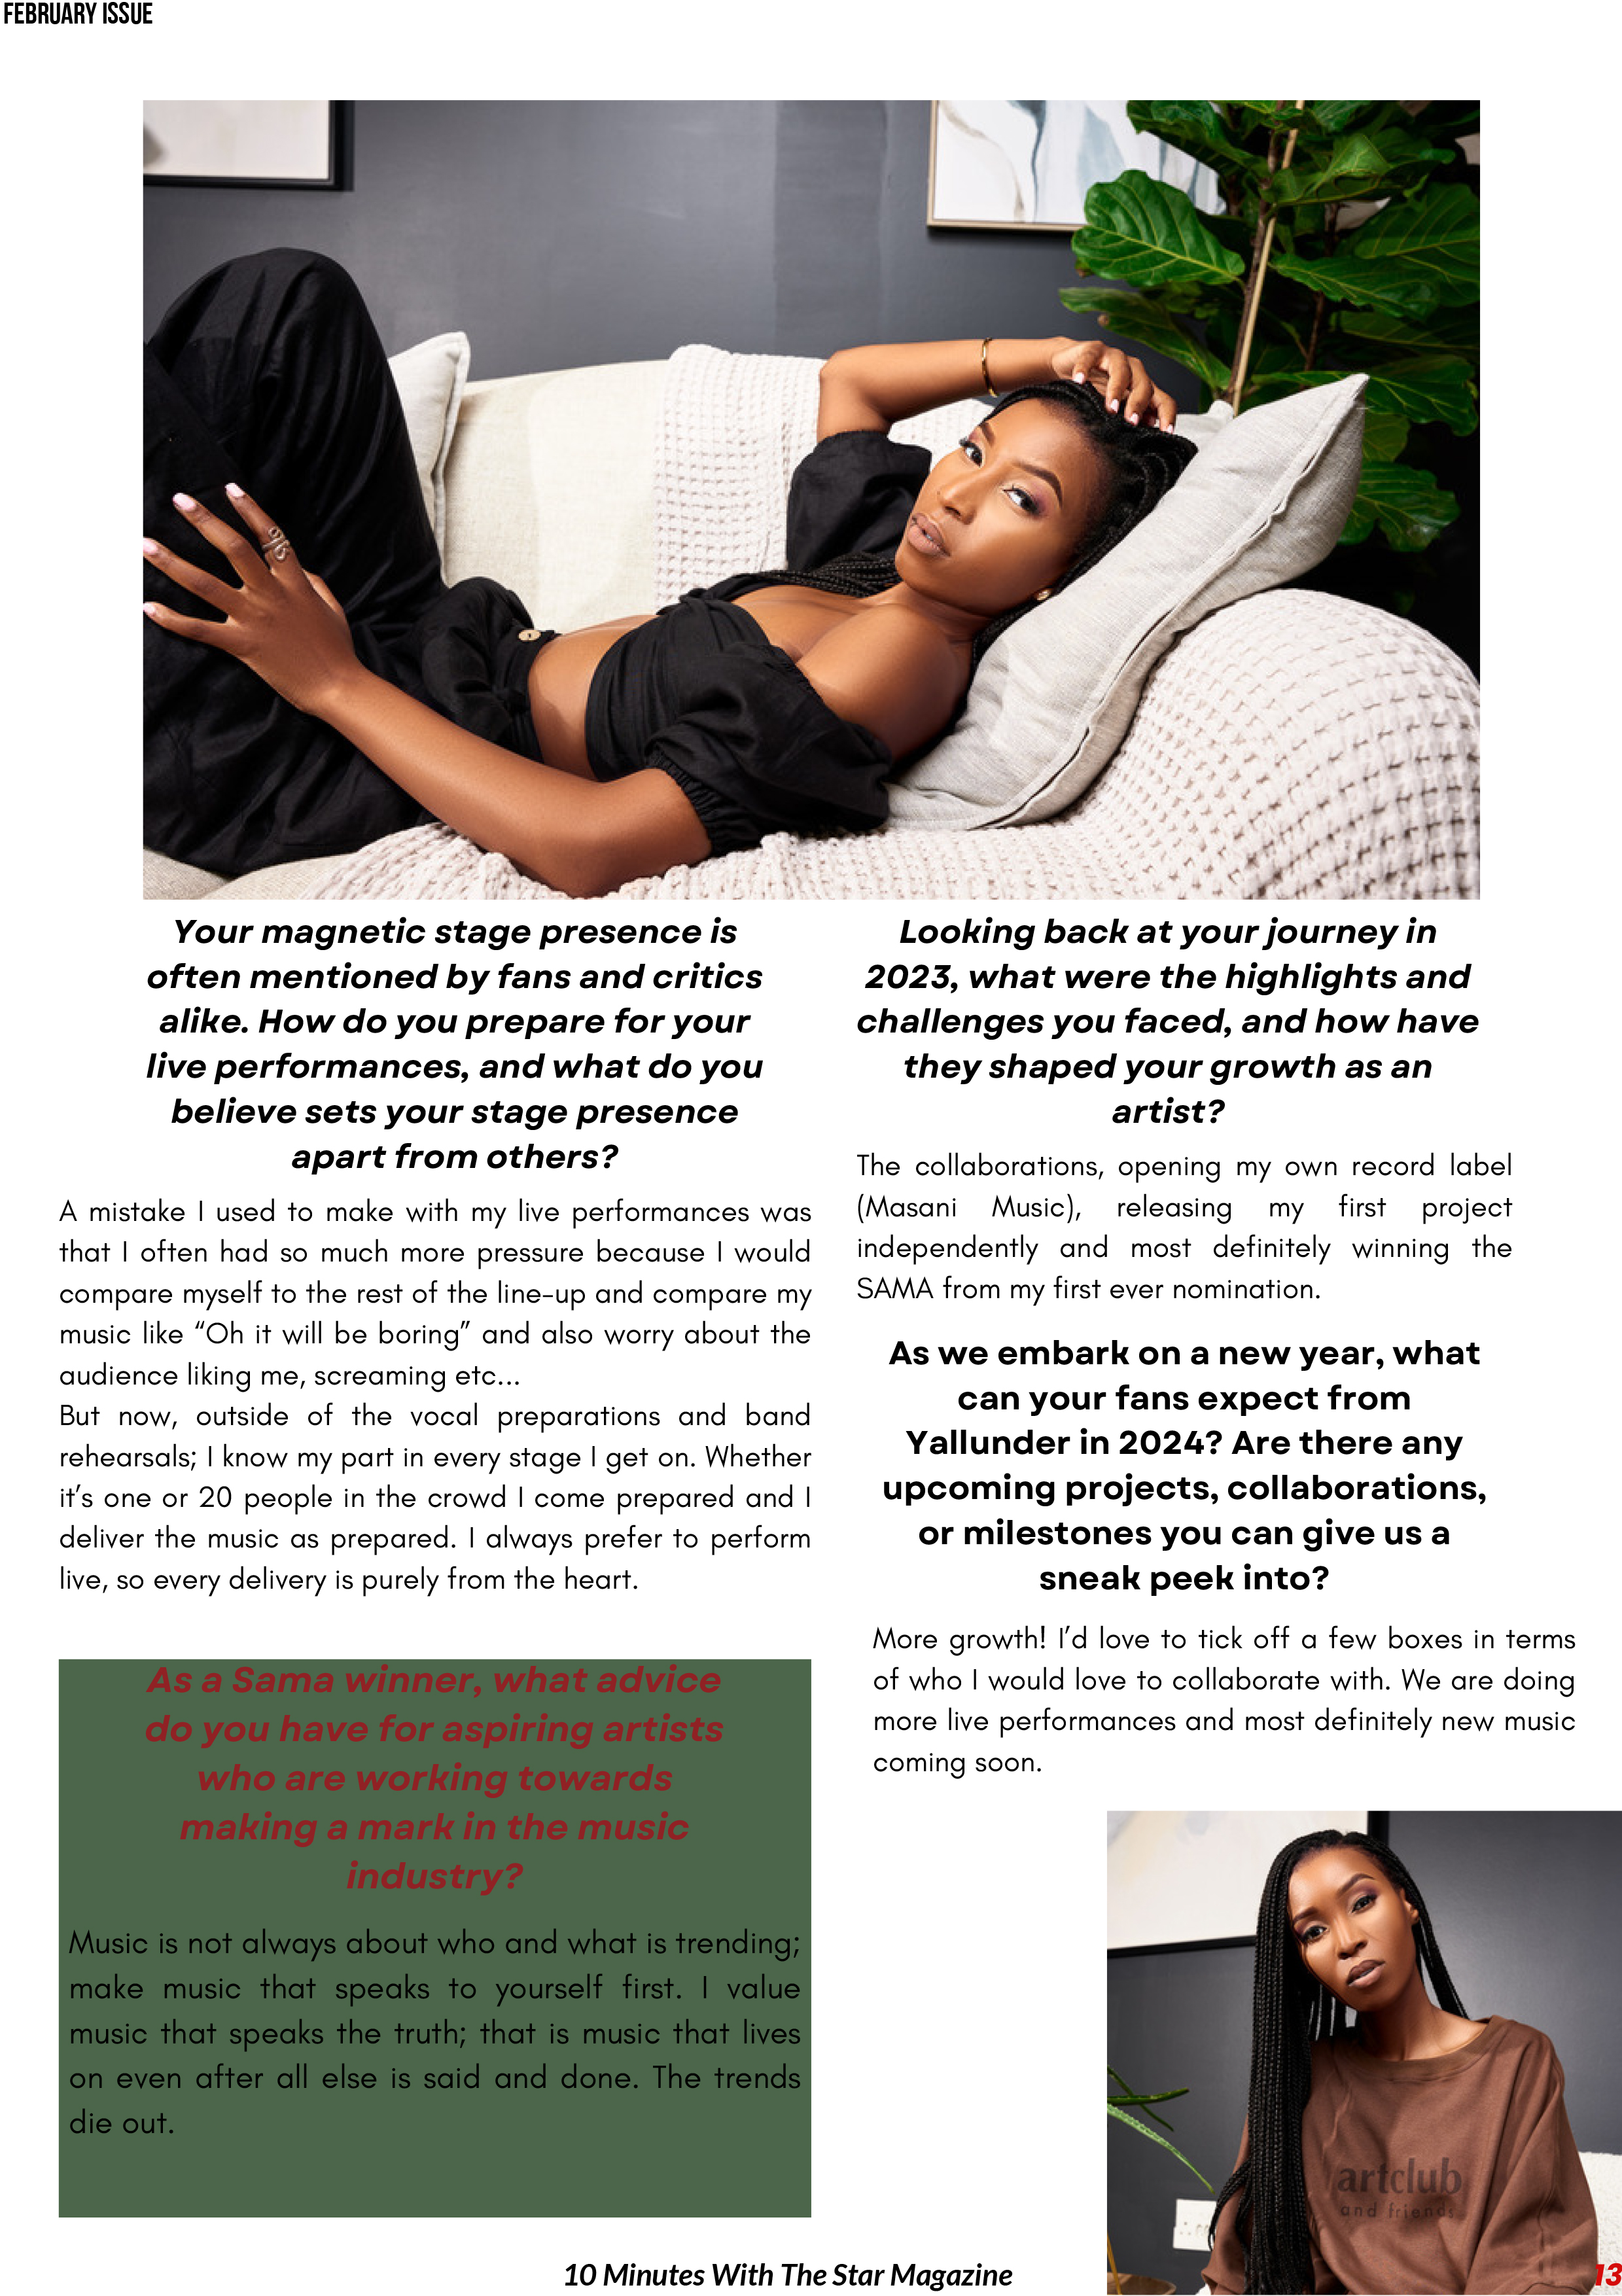 FEBRUARY ISSUE
Your magnetic stage presence is
often mentioned by fans and critics
alike. How do you prepare for your
live performances, and what do you
believe sets your stage presence
apart from others?
A mistake I used to make with my live performances was
that I often had so much more pressure because I would
compare myself to the rest of the line-up and compare my
music like “Oh it will be boring” and also worry about the
audience liking me, screaming etc...
But now, outside of the vocal preparations and band
rehearsals; I know my part in every stage I get on. Whether
it’s one or 20 people in the crowd I come prepared and I
deliver the music as prepared. I always prefer to perform
live, so every delivery is purely from the heart.
As a Sama winner, what advice
do you have for aspiring artists
who are working towards
making a mark in the music
industry?
Music is not always about who and what is trending;
make music that speaks to yourself first. I value
music that speaks the truth; that is music that lives
on even after all else is said and done. The trends
die out.
Looking back at your journey in
2023, what were the highlights and
challenges you faced, and how have
they shaped your growth as an
artist?
The collaborations, opening my own record label
(Masani Music), releasing my first project
independently and most definitely winning the
SAMA from my first ever nomination.
As we embark on a new year, what
can your fans expect from
Yallunder in 2024? Are there any
upcoming projects, collaborations,
or milestones you can give us a
sneak peek into?
More growth! I’d love to tick off a few boxes in terms
of who I would love to collaborate with. We are doing
more live performances and most definitely new music
coming soon.
artclub
and friends
10 Minutes With The Star Magazine
13